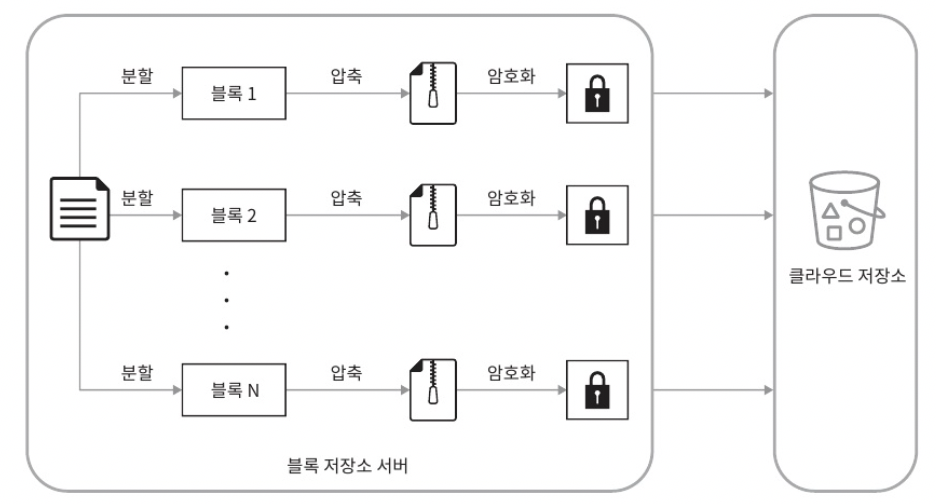 분할
블록 1
압축
암호화
분할
블록 2
압축
암호화
분할
블록 N
압축
암호화
블록 저장소 서버
클라우드 저장소